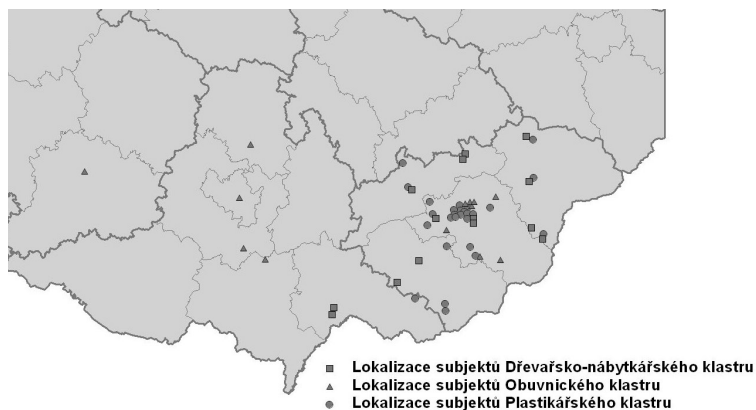 Lokalizace subjektů Dřevařsko-nábytkářského klastru
Lokalizace subjektů Obuvnického klastru
Lokalizace subjektů Plastikářského klastru